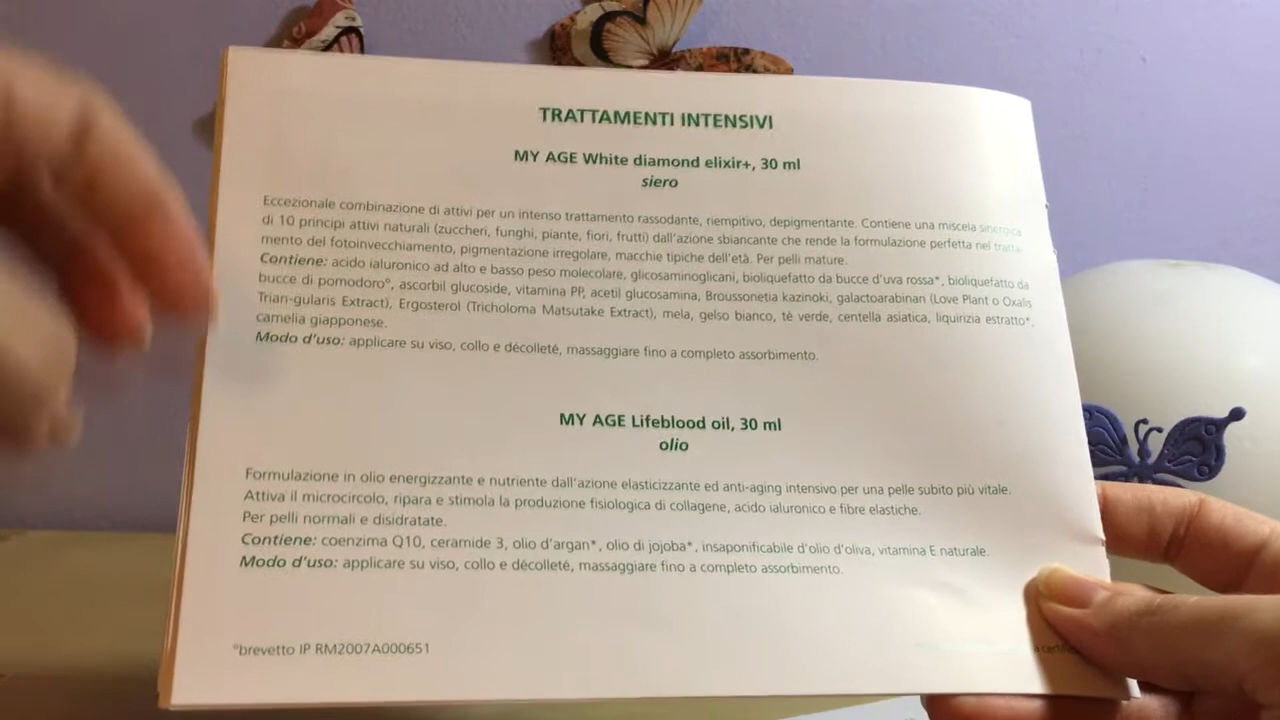 TRATTAMENTI INTENSIVI
MY AGE White diamond elixir+, 30 ml
siero
Eccezionale combinazione di attivi per un intenso trattamento rassodante, riempitivo, depigmentante. Contiene una miscela sinergica
di 10 principi attivi naturali (zuccheri, funghi, piante, fiori, frutti) dall'azione sbiancante che rende la formulazione perfetta nel tratta-
mento del fotoinvecchiamento, pigmentazione irregolare, macchie tipiche dell'età. Per pelli mature.
Contiene: acido ialuronico ad alto e basso peso molecolare, glicosaminoglicani, bioliquefatto da bucce d'uva rossa*, bioliquefatto da
bucce di pomodoro°, ascorbil glucoside, vitamina PP, acetil glucosamina, Broussonetia kazinoki, galactoarabinan (Love Plant o Oxalis
Trian-gularis Extract), Ergosterol (Tricholoma Matsutake Extract), mela, gelso bianco, tè verde, centella asiatica, liquirizia estratto*,
camelia giapponese.
Modo d'uso: applicare su viso, collo e décolleté, massaggiare fino a completo assorbimento.
MY AGE Lifeblood oil, 30 ml
olio
Formulazione in olio energizzante e nutriente dall'azione elasticizzante ed anti-aging intensivo per una pelle subito più vitale.
Attiva il microcircolo, ripara e stimola la produzione fisiologica di collagene, acido ialuronico e fibre elastiche.
Per pelli normali e disidratate.
Contiene: coenzima Q10, ceramide 3, olio d'argan*, olio di jojoba*, insaponificabile d'olio d'oliva, vitamina E naturale.
Modo d'uso: applicare su viso, collo e décolleté, massaggiare fino a completo assorbimento.
°brevetto IP RM2007A000651